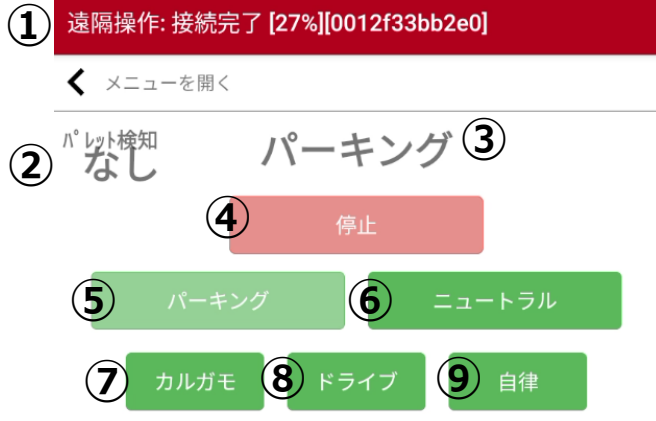 ① 遠隔操作: 接続完了 [27%][0012f33bb2e0]
メニューを開く
② パレット検知
なし
パーキング ③
④ 停止
⑤ パーキング ⑥ ニュートラル
⑦ カルガモ ⑧ ドライブ ⑨ 自律